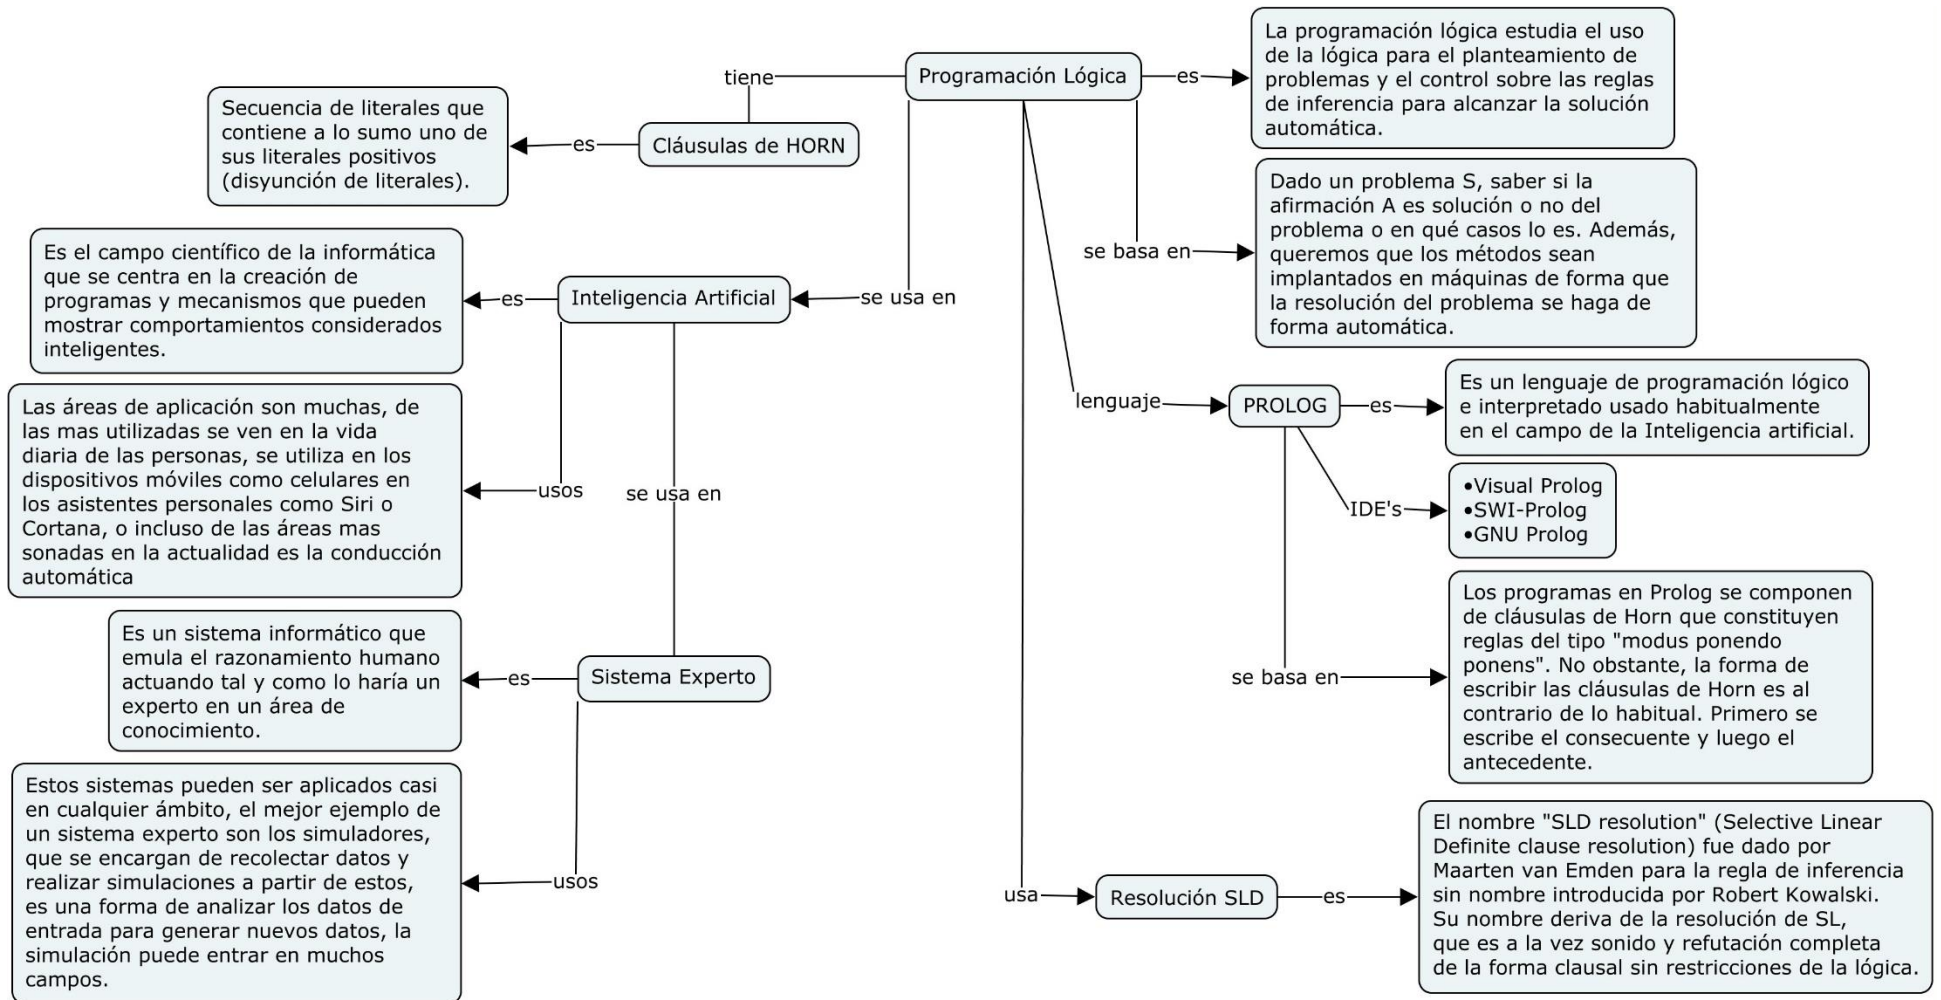 Programación Lógica
es
La programación lógica estudia el uso
de la lógica para el planteamiento de
problemas y el control sobre las reglas
de inferencia para alcanzar la solución
automática.
tiene
Cláusulas de HORN
es
Secuencia de literales que
contiene a lo sumo uno de
sus literales positivos
(disyunción de literales).
se basa en
Dado un problema S, saber si la
afirmación A es solución o no del
problema o en qué casos lo es. Además,
queremos que los métodos sean
implantados en máquinas de forma que
la resolución del problema se haga de
forma automática.
se usa en
Inteligencia Artificial
es
Es el campo científico de la informática
que se centra en la creación de
programas y mecanismos que pueden
mostrar comportamientos considerados
inteligentes.
usos
Las áreas de aplicación son muchas, de
las mas utilizadas se ven en la vida
diaria de las personas, se utiliza en los
dispositivos móviles como celulares en
los asistentes personales como Siri o
Cortana, o incluso de las áreas mas
sonadas en la actualidad es la conducción
automática
se usa en
Sistema Experto
es
Es un sistema informático que
emula el razonamiento humano
actuando tal y como lo haría un
experto en un área de
conocimiento.
usos
Estos sistemas pueden ser aplicados casi
en cualquier ámbito, el mejor ejemplo de
un sistema experto son los simuladores,
que se encargan de recolectar datos y
realizar simulaciones a partir de estos,
es una forma de analizar los datos de
entrada para generar nuevos datos, la
simulación puede entrar en muchos
campos.
lenguaje
PROLOG
es
Es un lenguaje de programación lógico
e interpretado usado habitualmente
en el campo de la Inteligencia artificial.
IDE's
•Visual Prolog
•SWI-Prolog
•GNU Prolog
se basa en
Los programas en Prolog se componen
de cláusulas de Horn que constituyen
reglas del tipo "modus ponendo
ponens". No obstante, la forma de
escribir las cláusulas de Horn es al
contrario de lo habitual. Primero se
escribe el consecuente y luego el
antecedente.
usa
Resolución SLD
es
El nombre "SLD resolution" (Selective Linear
Definite clause resolution) fue dado por
Maarten van Emden para la regla de inferencia
sin nombre introducida por Robert Kowalski.
Su nombre deriva de la resolución de SL,
que es a la vez sonido y refutación completa
de la forma clausal sin restricciones de la lógica.